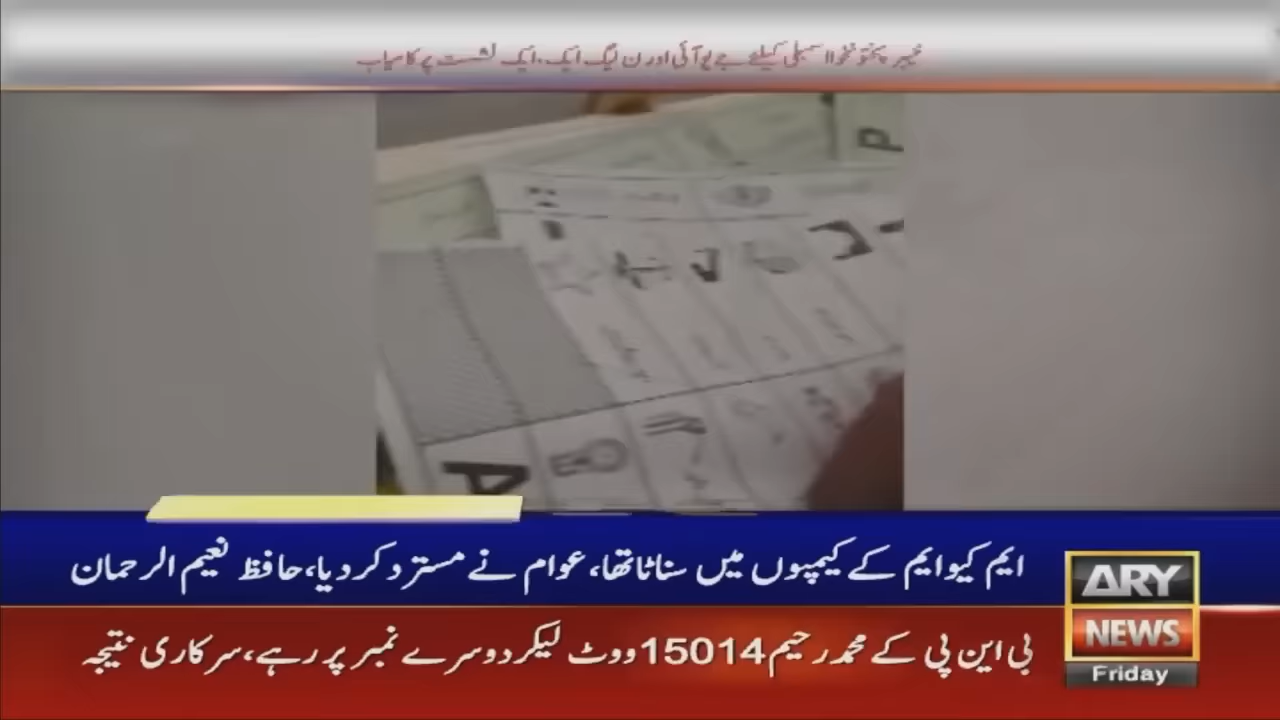 خیبر پختونخوا اسمبلی کیلئے جے یو آئی اور ن لیگ ایک، ایک نشست پر کامیاب
P
A
ایم کیو ایم کے کیمپوں میں سناٹا تھا، عوام نے مسترد کر دیا، حافظ نعیم الرحمان
بی این پی کے محمد رحیم 15014 ووٹ لیکر دوسرے نمبر پر رہے، سرکاری نتیجہ
ARY
NEWS
Friday